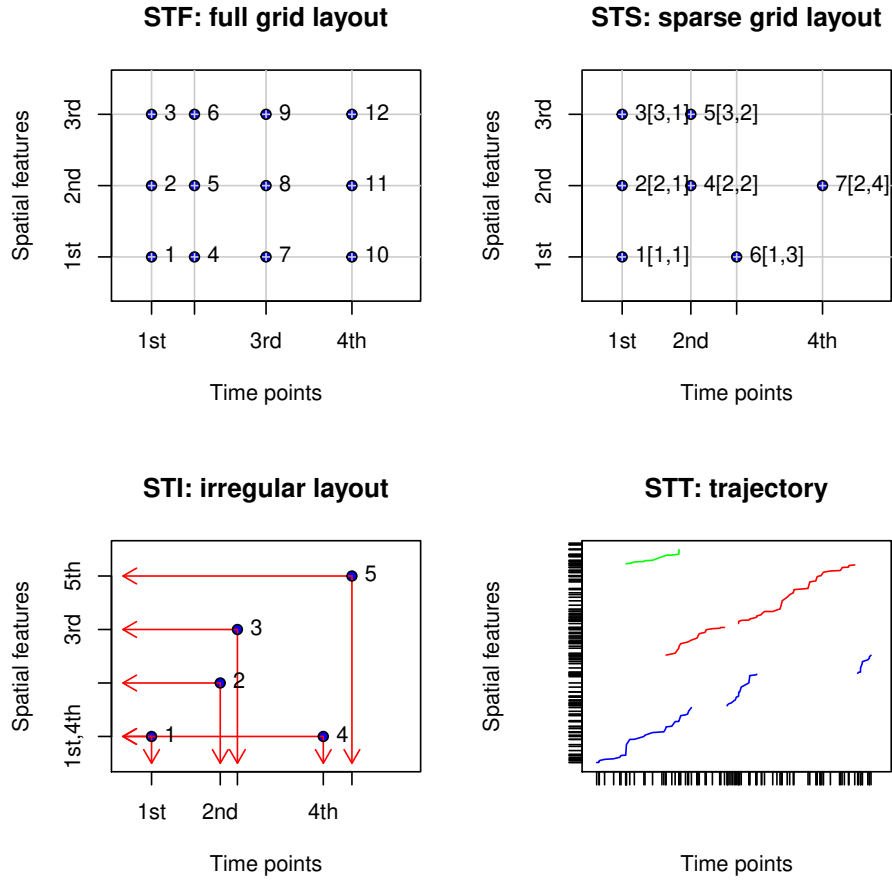 STF: full grid layout
Spatial features
3rd
2nd
1st
3 6 9 12
2 5 8 11
1 4 7 10
1st 3rd 4th
Time points
STS: sparse grid layout
Spatial features
3rd
2nd
1st
3[3,1] 5[3,2]
2[2,1] 4[2,2] 7[2,4]
1[1,1] 6[1,3]
1st 2nd 4th
Time points
STI: irregular layout
Spatial features
5th
3rd
1st,4th
5
3
2
1 4
1st 2nd 4th
Time points
STT: trajectory
Spatial features
Time points